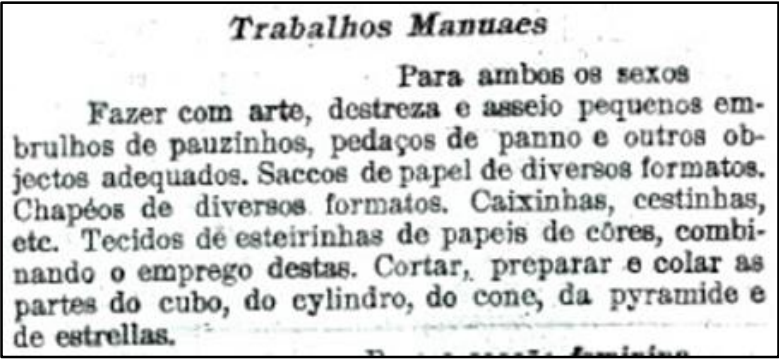 Trabalhos Manuaes
Para ambos os sexos
Fazer com arte, destreza e asseio pequenos em-
brulhos de pauzinhos, pedaços de panno e outros ob-
jectos adequados. Saccos de papel de diversos formatos.
Chapéos de diversos formatos. Caixinhas, cestinhas,
etc. Tecidos de esteirinhas de papeis de côres, combi-
nando o emprego destas. Cortar, preparar e colar as
partes do cubo, do cylindro, do cone, da pyramide e
de estrellas.